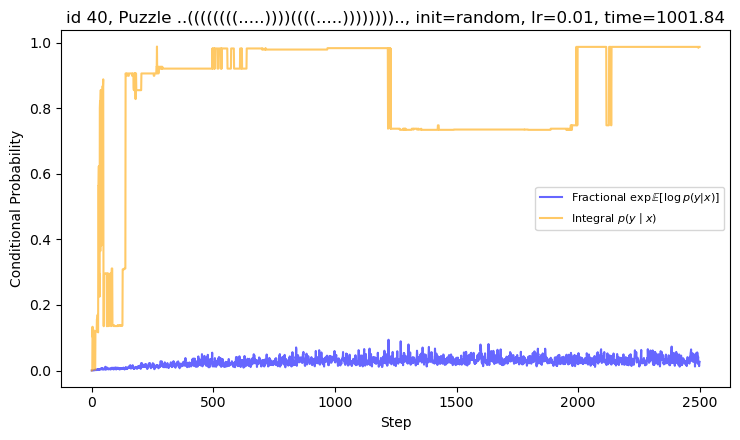 id 40, Puzzle ..((((((((.....))))((((.....)))))))).., init=random, lr=0.01, time=1001.84
1.0
0.8
0.6
0.4
0.2
0.0
Conditional Probability
Fractional exp𝔼[log p(y|x)]
Integral p(y | x)
0 500 1000 1500 2000 2500
Step